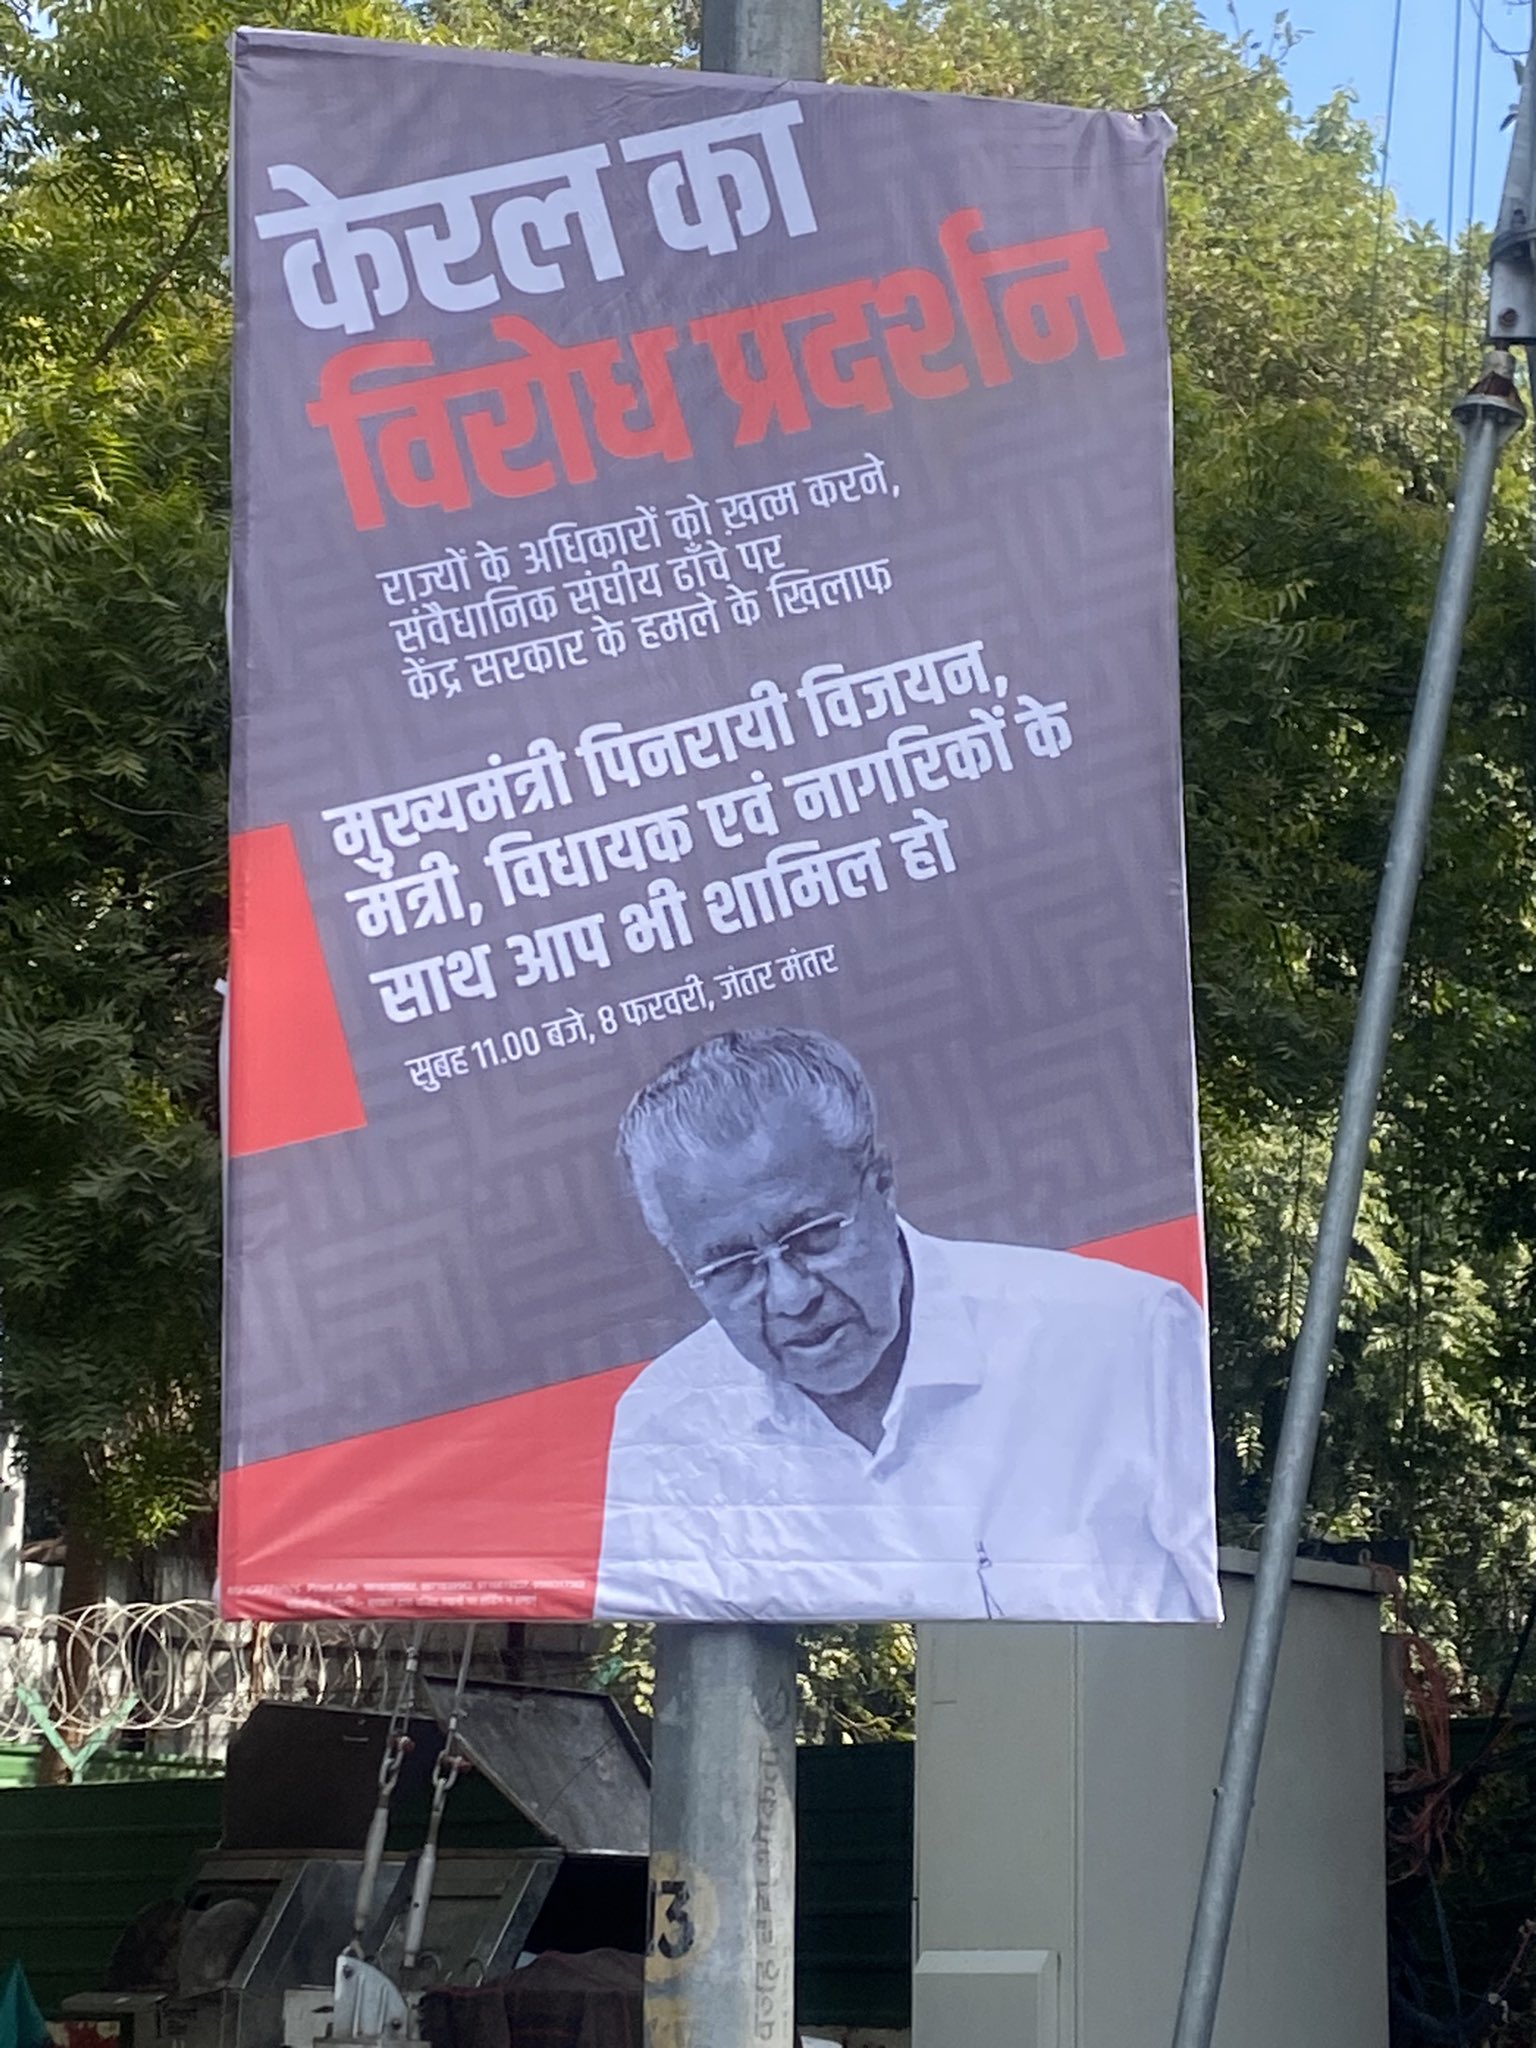 केरल का
विरोध प्रदर्शन
राज्यों के अधिकारों को ख़त्म करने,
संवैधानिक संघीय ढाँचे पर
केंद्र सरकार के हमले के खिलाफ
मुख्यमंत्री पिनरायी विजयन,
मंत्री, विधायक एवं नागरिकों के
साथ आप भी शामिल हो
सुबह 11.00 बजे, 8 फरवरी, जंतर मंतर
13